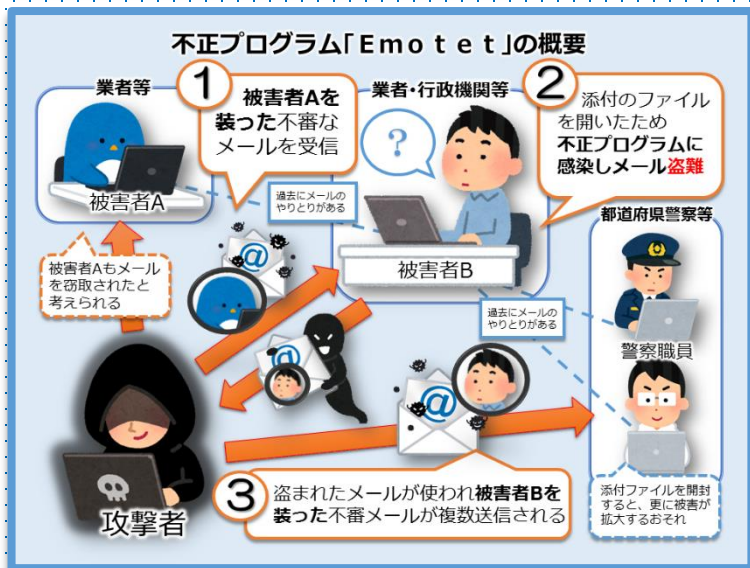 不正プログラム「Emotet」の概要
業者等
1
被害者Aを
装った不審な
メールを受信
業者・行政機関等
?
2
添付のファイル
を開いたため
不正プログラムに
感染しメール盗難
被害者A
過去にメールの
やりとりがある
都道府県警察等
被害者Aもメール
を窃取されたと
考えられる
@
被害者B
過去にメールの
やりとりがある
警察職員
@
@
攻撃者
3
盗まれたメールが使われ被害者Bを
装った不審メールが複数送信される
添付ファイルを開封
すると、更に被害が
拡大するおそれ